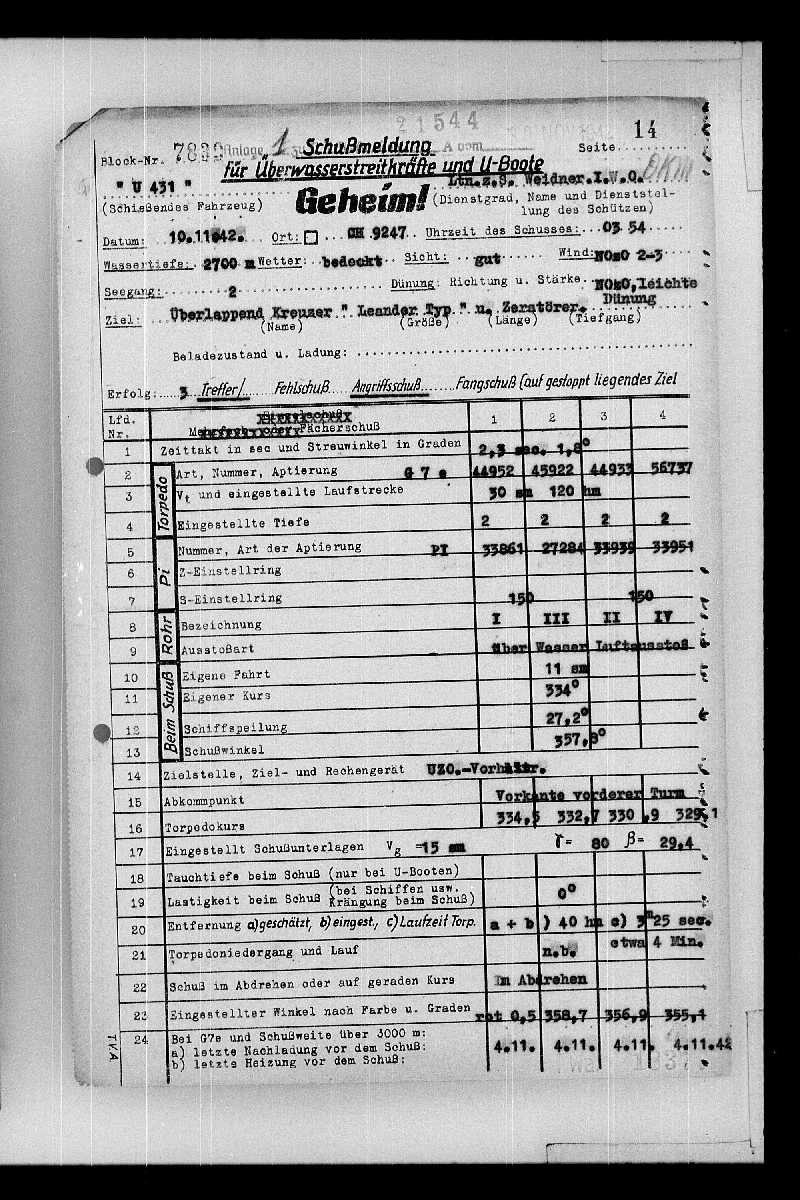 21544
14
Block-Nr. 7839 Anlage 1 Schußmeldung A vom Seite
für Überwasserstreitkräfte und U-Boote
BKM
" U 431 " Geheim! Ltn.z.S. Weidner.I.W.O.
(Schießendes Fahrzeug) (Dienstgrad, Name und Dienststellung des Schützen)
Datum: 10.11.42. Ort: CH 9247 Uhrzeit des Schusses: 03 54
Wassertiefe: 2700 m Wetter: bedeckt Sicht: gut Wind: NOzO 2-3
Seegang: 2 Dünung: Richtung u. Stärke NOzO, leichte
Dünung
Ziel: Überlappend Kreuzer " Leander Typ " u. Zerstörer.
(Name) (Größe) (Länge) (Tiefgang)
Beladezustand u. Ladung:
Erfolg: 3 Treffer/ Fehlschuß Angriffsschuß Fangschuß (auf gestoppt liegendes Ziel
Lfd. Nr. Einzelschuß 1 2 3 4
Mehrfach oder Fächerschuß
1 Zeittakt in sec und Streuwinkel in Graden 2,3 sec. 1,8°
Torpedo
2 Art, Nummer, Aptierung G 7 e 44952 45922 44933 56737
3 Vt und eingestellte Laufstrecke 30 sm 120 hm
4 Eingestellte Tiefe 2 2 2 2
Pi
5 Nummer, Art der Aptierung PI 33861 27284 33939 33951
6 Z-Einstellring
7 S-Einstellring 150 150
Rohr
8 Bezeichnung I III II IV
9 Ausstoßart über Wasser Luftausstoß
Beim Schuß
10 Eigene Fahrt 11 sm
11 Eigener Kurs 334°
12 Schiffspeilung 27,2°
13 Schußwinkel 357,8°
14 Zielstelle, Ziel- und Rechengerät UZO.-Vorhaltr.
15 Abkommpunkt Vorkante vorderer Turm
16 Torpedokurs 334,5 332,7 330,9 329,1
17 Eingestellt Schußunterlagen Vg =15 sm γ= 80 β= 29,4
18 Tauchtiefe beim Schuß (nur bei U-Booten)
19 Lastigkeit beim Schuß (bei Schiffen usw. Krängung beim Schuß) 0°
20 Entfernung a) geschätzt, b) eingest., c) Laufzeit Torp. a + b ) 40 hm c) 3m25 sec.
21 Torpedoniedergang und Lauf n.b. etwa 4 Min.
22 Schuß im Abdrehen oder auf geraden Kurs Im Abdrehen
23 Eingestellter Winkel nach Farbe u. Graden rot 0,5 358,7 356,9 355,1
24 Bei G7e und Schußweite über 3000 m:
a) letzte Nachladung vor dem Schuß: 4.11. 4.11. 4.11. 4.11.42
b) letzte Heizung vor dem Schuß:
TVA